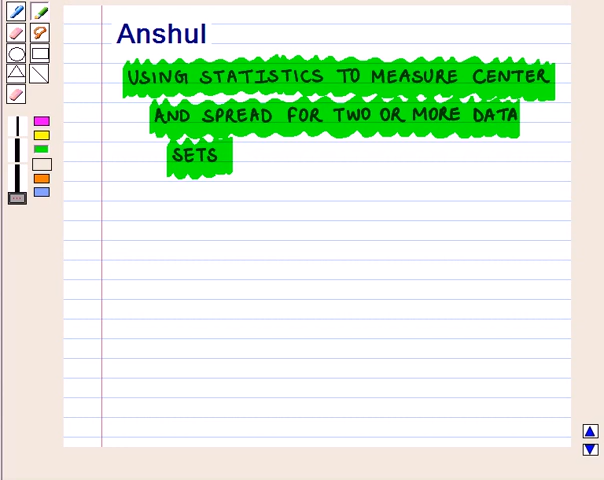 Anshul
USING STATISTICS TO MEASURE CENTER
AND SPREAD FOR TWO OR MORE DATA
SETS